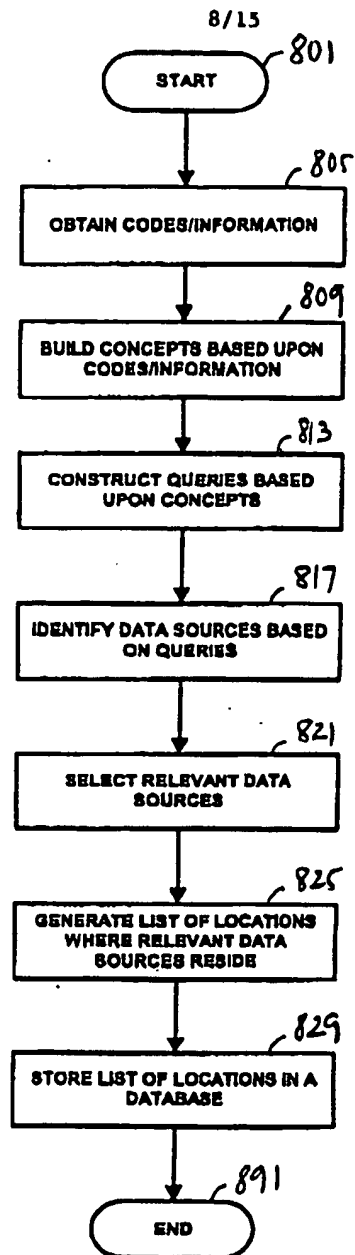 8/15
801
START
805
OBTAIN CODES/INFORMATION
809
BUILD CONCEPTS BASED UPON
CODES/INFORMATION
813
CONSTRUCT QUERIES BASED
UPON CONCEPTS
817
IDENTIFY DATA SOURCES BASED
ON QUERIES
821
SELECT RELEVANT DATA
SOURCES
825
GENERATE LIST OF LOCATIONS
WHERE RELEVANT DATA
SOURCES RESIDE
829
STORE LIST OF LOCATIONS IN A
DATABASE
891
END